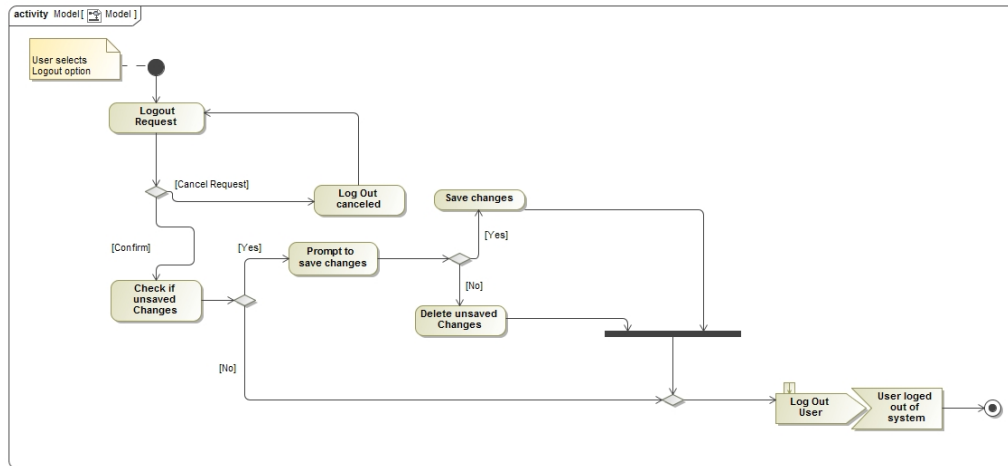 activity Model [ Model ]
User selects
Logout option
Logout
Request
[Cancel Request]
Log Out
canceled
Save changes
[Yes]
[Confirm]
[Yes]
Prompt to
save changes
[No]
Check if
unsaved
Changes
Delete unsaved
Changes
[No]
Log Out
User
User loged
out of
system